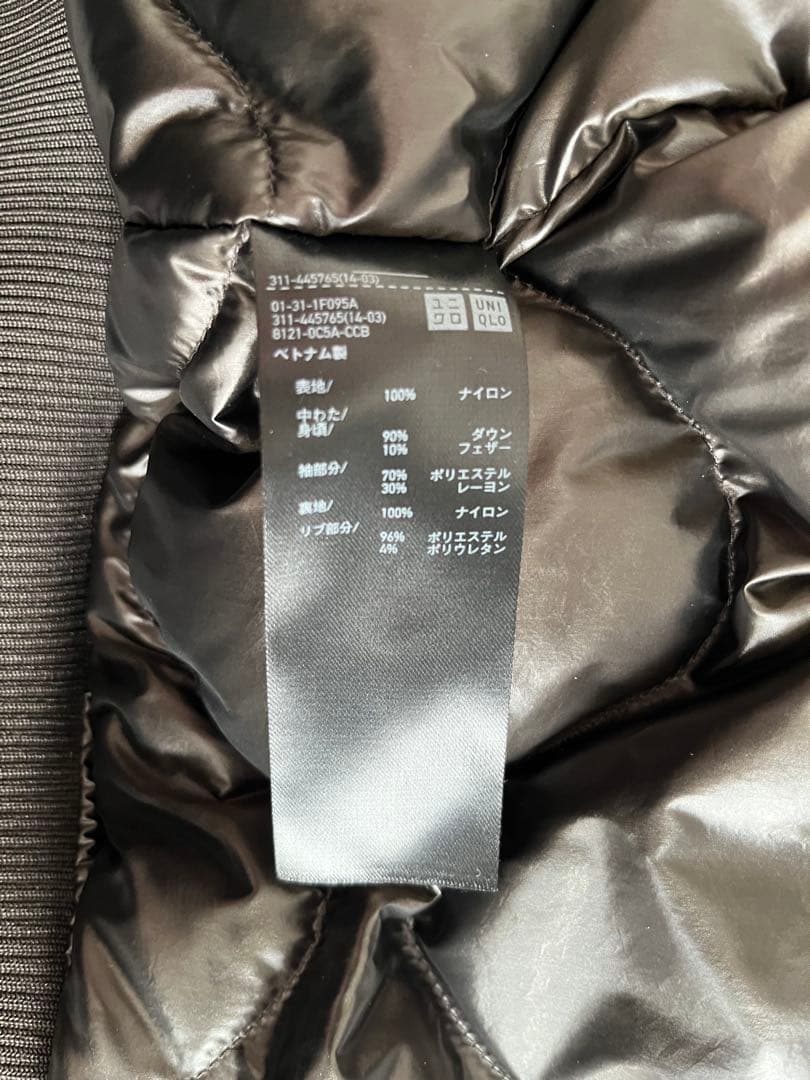 311-445765(14-03)
01-31-1F095A
311-445765(14-03)
8121-0C5A-CCB
ベトナム製
ユニ
クロ
UNI
QLO
表地/ 100% ナイロン
中わた/
身頃/ 90% ダウン
10% フェザー
袖部分/ 70% ポリエステル
30% レーヨン
裏地/ 100% ナイロン
リブ部分/ 96% ポリエステル
4% ポリウレタン